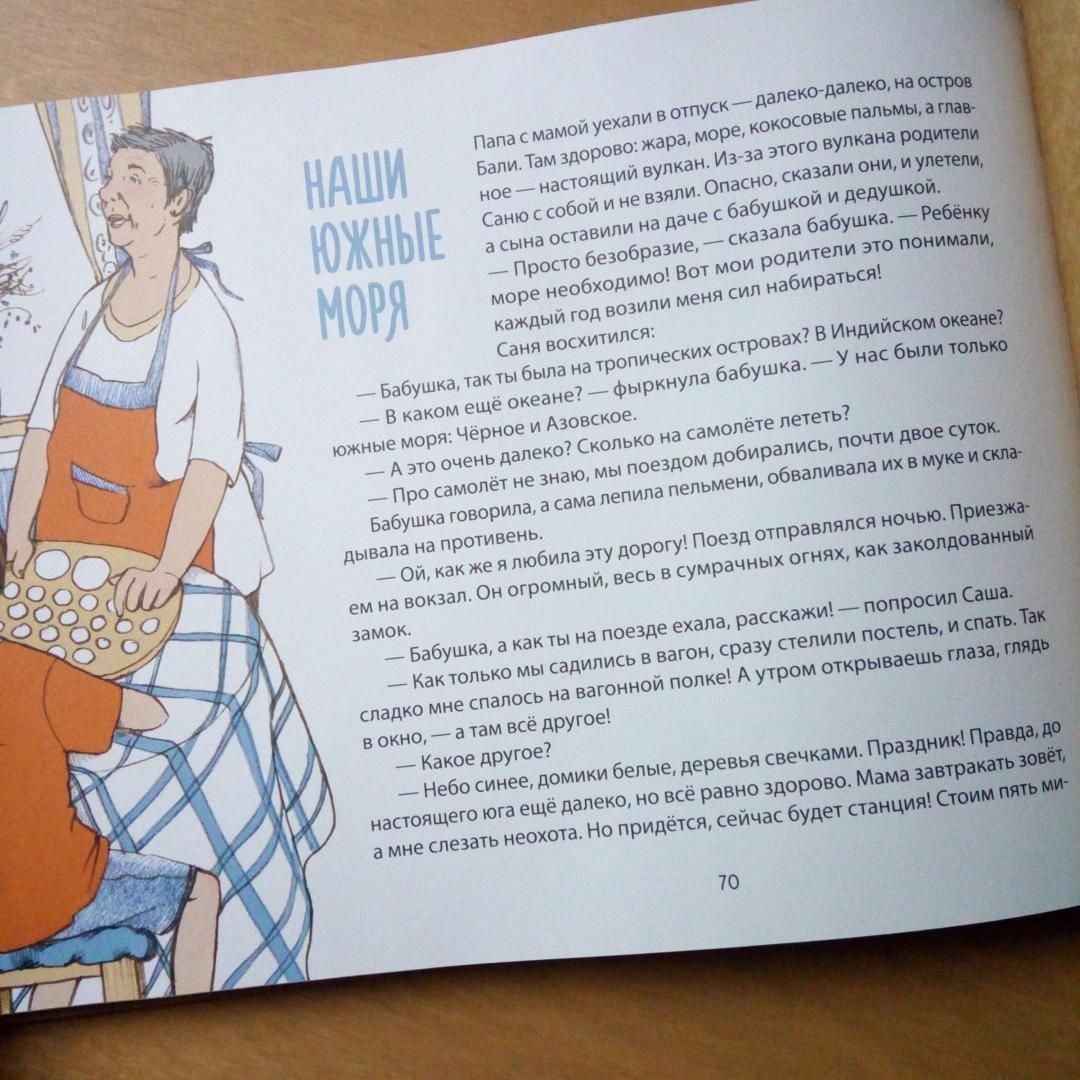 НАШИ
ЮЖНЫЕ
МОРЯ
Папа с мамой уехали в отпуск — далеко-далеко, на остров
Бали. Там здорово: жара, море, кокосовые пальмы, а глав-
ное — настоящий вулкан. Из-за этого вулкана родители
Саню с собой и не взяли. Опасно, сказали они, и улетели,
а сына оставили на даче с бабушкой и дедушкой.
— Просто безобразие, — сказала бабушка. — Ребёнку
море необходимо! Вот мои родители это понимали,
каждый год возили меня сил набираться!
Саня восхитился:
— Бабушка, так ты была на тропических островах? В Индийском океане?
— В каком ещё океане? — фыркнула бабушка. — У нас были только
южные моря: Чёрное и Азовское.
— А это очень далеко? Сколько на самолёте лететь?
— Про самолёт не знаю, мы поездом добирались, почти двое суток.
Бабушка говорила, а сама лепила пельмени, обваливала их в муке и скла-
дывала на противень.
— Ой, как же я любила эту дорогу! Поезд отправлялся ночью. Приезжа-
ем на вокзал. Он огромный, весь в сумрачных огнях, как заколдованный
замок.
— Бабушка, а как ты на поезде ехала, расскажи! — попросил Саша.
— Как только мы садились в вагон, сразу стелили постель, и спать. Так
сладко мне спалось на вагонной полке! А утром открываешь глаза, глядь
в окно, — а там всё другое!
— Какое другое?
— Небо синее, домики белые, деревья свечками. Праздник! Правда, до
настоящего юга ещё далеко, но всё равно здорово. Мама завтракать зовёт,
а мне слезать неохота. Но придётся, сейчас будет станция! Стоим пять ми-
70